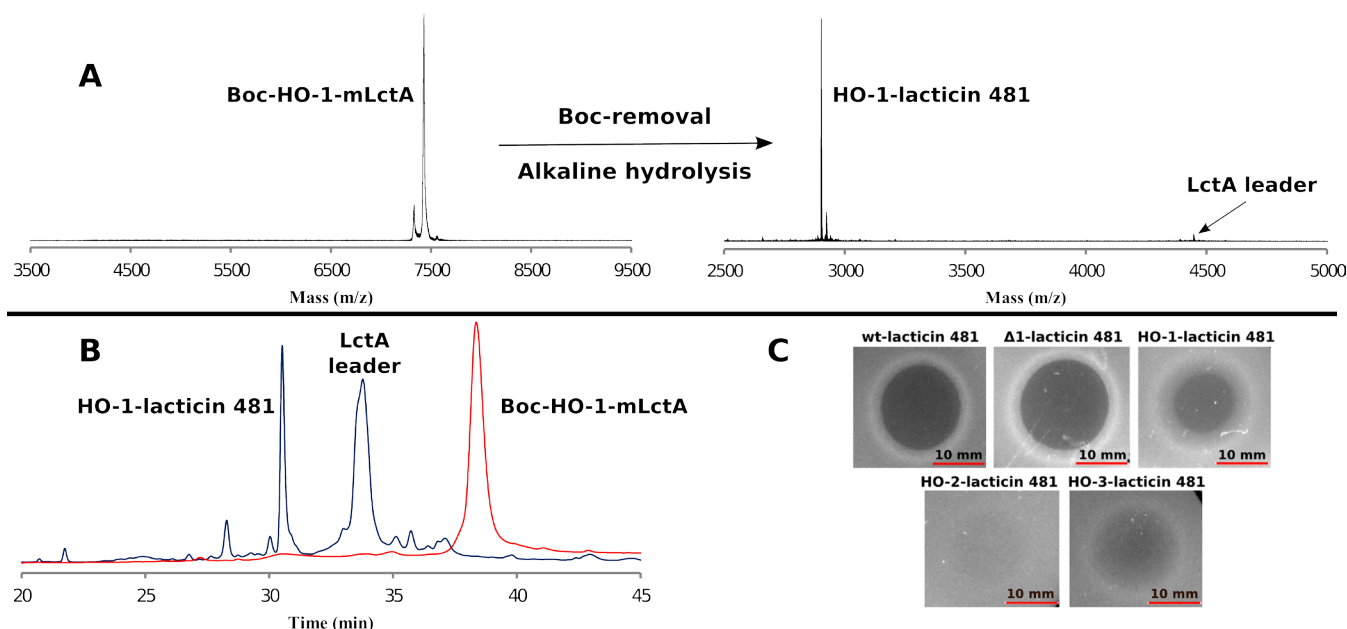 A
Boc-HO-1-mLctA
Boc-removal
Alkaline hydrolysis
HO-1-lacticin 481
LctA leader
3500 4500 5500 6500 7500 8500 9500
Mass (m/z)
2500 3000 3500 4000 4500 5000
Mass (m/z)
B
HO-1-lacticin 481
LctA
leader
Boc-HO-1-mLctA
20 25 30 35 40 45
Time (min)
C
wt-lacticin 481 Δ1-lacticin 481 HO-1-lacticin 481
10 mm 10 mm 10 mm
HO-2-lacticin 481 HO-3-lacticin 481
10 mm 10 mm